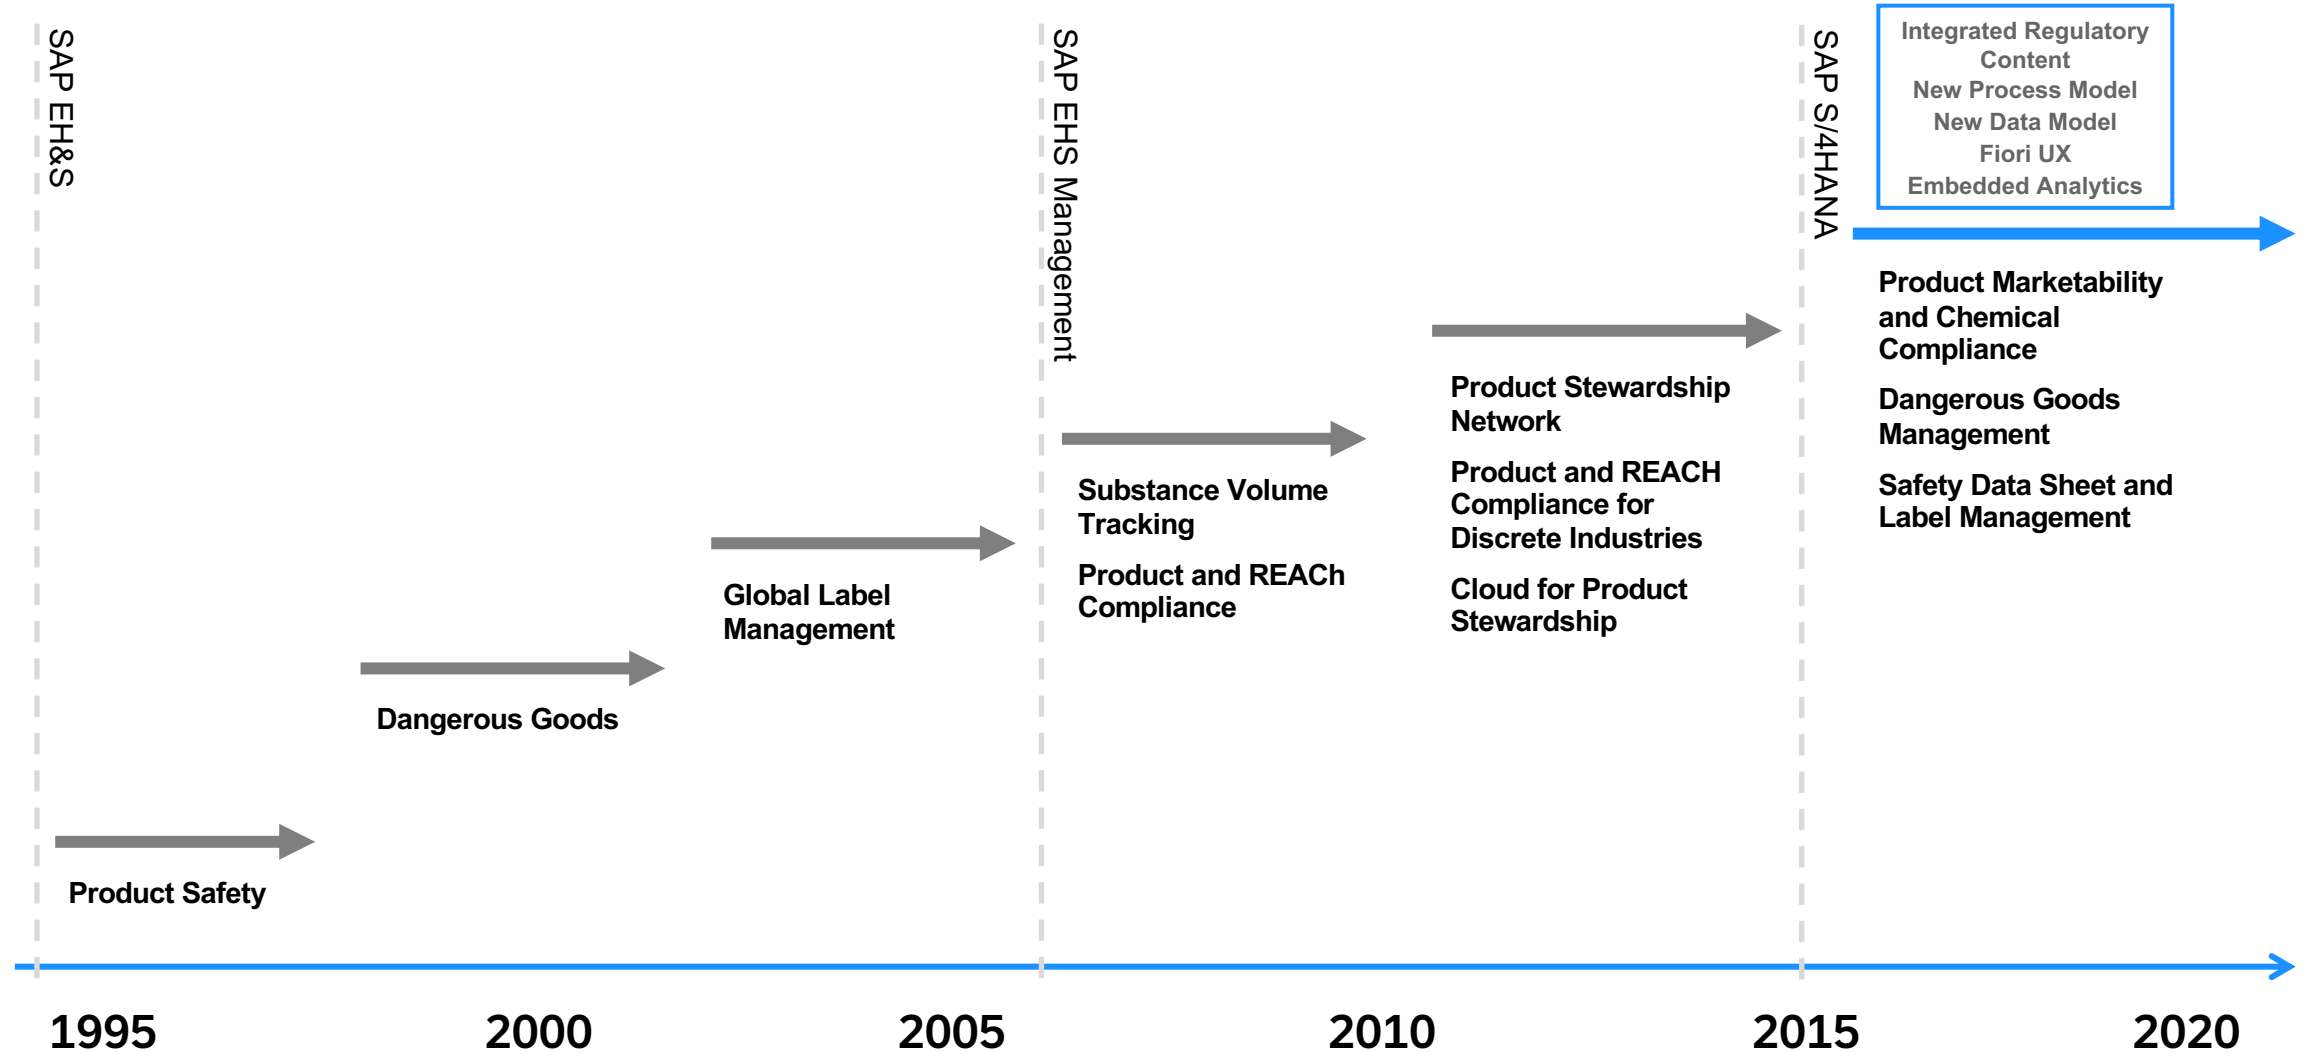 SAP EH&S
SAP EHS Management
SAP S/4HANA
Integrated Regulatory
Content
New Process Model
New Data Model
Fiori UX
Embedded Analytics
Product Marketability
and Chemical
Compliance
Dangerous Goods
Management
Safety Data Sheet and
Label Management
Product Stewardship
Network
Product and REACH
Compliance for
Discrete Industries
Cloud for Product
Stewardship
Substance Volume
Tracking
Product and REACh
Compliance
Global Label
Management
Dangerous Goods
Product Safety
1995
2000
2005
2010
2015
2020